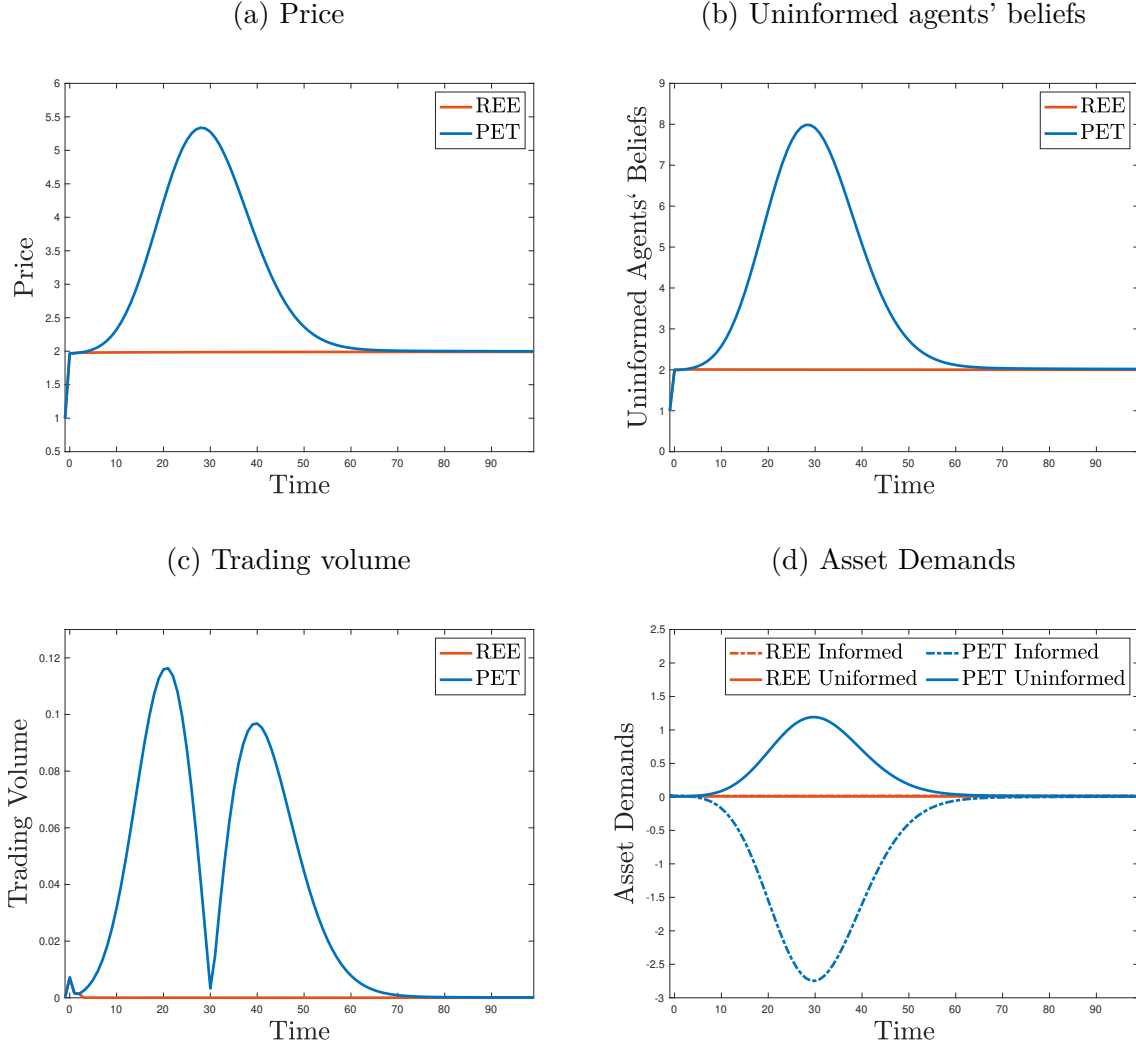 (a) Price
(b) Uninformed agents’ beliefs
6
5.5
5
4.5
4
3.5
3
2.5
2
1.5
1
0.5
Price
REE
PET
0 10 20 30 40 50 60 70 80 90
Time
9
8
7
6
5
4
3
2
1
0
Uninformed Agents‘ Beliefs
REE
PET
0 10 20 30 40 50 60 70 80 90
Time
(c) Trading volume
(d) Asset Demands
0.12
0.1
0.08
0.06
0.04
0.02
0
Trading Volume
REE
PET
0 10 20 30 40 50 60 70 80 90
Time
2.5
2
1.5
1
0.5
0
-0.5
-1
-1.5
-2
-2.5
-3
Asset Demands
REE Informed PET Informed
REE Uniformed PET Uninformed
0 10 20 30 40 50 60 70 80 90
Time